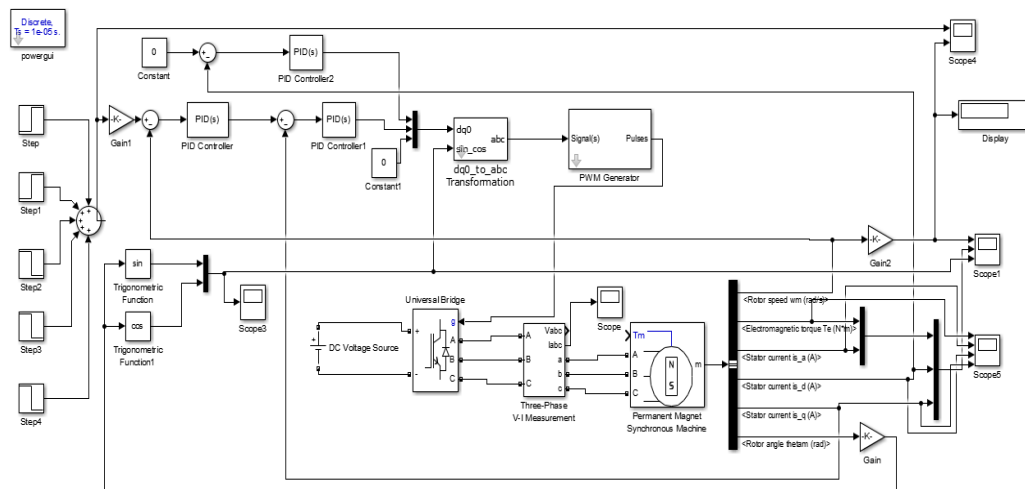 Discrete,
Ts = 1e-05 s.
powergui
0
Constant
+
-
PID(s)
PID Controller2
Scope4
Step
-K-
Gain1
+
-
PID(s)
PID Controller
+
-
PID(s)
PID Controller1
0
Constant1
dq0
sin_cos
abc
dq0_to_abc
Transformation
Signal(s)
Pulses
PWM Generator
Display
Step1
+
+
+
+
+
Step2
sin
Trigonometric
Function
Scope3
-K-
Gain2
Scope1
Step3
cos
Trigonometric
Function1
Step4
DC Voltage Source
+
Universal Bridge
g
+
-
A
B
C
Scope
Vabc
Iabc
A
B
C
a
b
c
Three-Phase
V-I Measurement
Tm
A
B
C
N
S
m
Permanent Magnet
Synchronous Machine
<Rotor speed wm (rad/s)>
<Electromagnetic torque Te (N*m)>
<Stator current is_a (A)>
<Stator current is_d (A)>
<Stator current is_q (A)>
<Rotor angle thetam (rad)>
-K-
Gain
Scope5